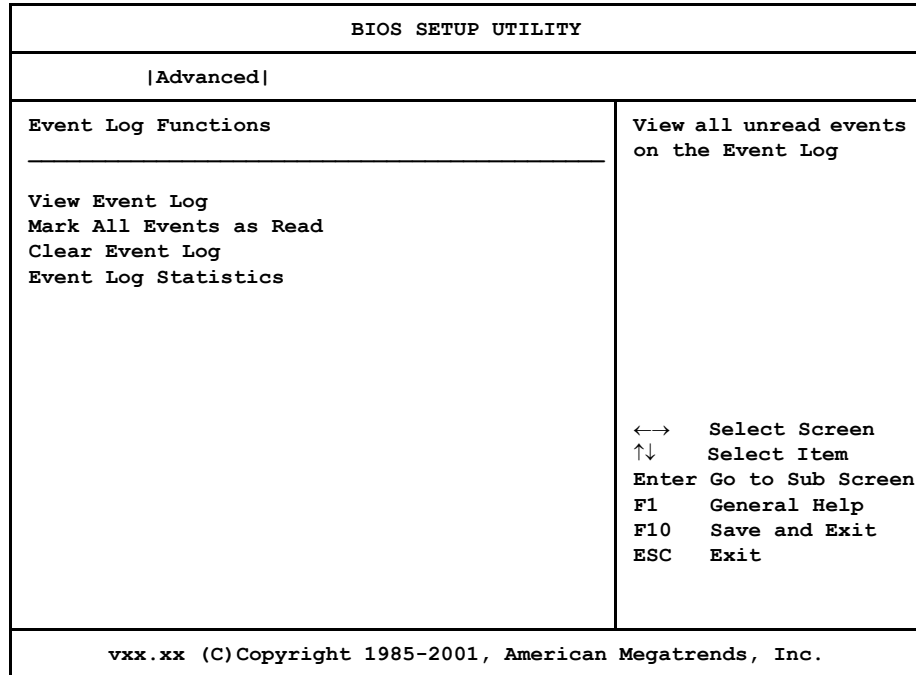 BIOS SETUP UTILITY
|Advanced|
Event Log Functions
View Event Log
Mark All Events as Read
Clear Event Log
Event Log Statistics
View all unread events
on the Event Log
←→ Select Screen
↑↓ Select Item
Enter Go to Sub Screen
F1 General Help
F10 Save and Exit
ESC Exit
vxx.xx (C)Copyright 1985-2001, American Megatrends, Inc.